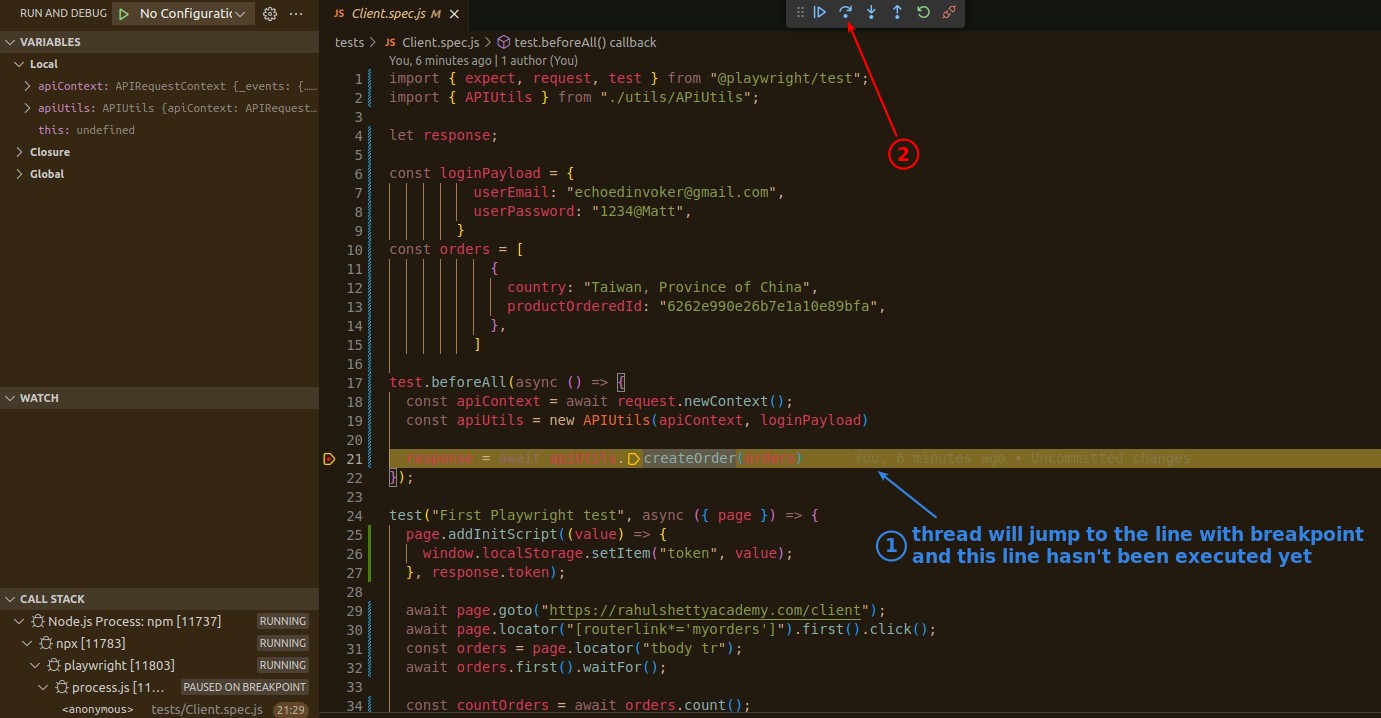 RUN AND DEBUG
No Configuratic
VARIABLES
Local
apiContext: APIRequestContext {_events: {……
apiUtils: APIUtils {apiContext: APIRequest…
this: undefined
Closure
Global
WATCH
CALL STACK
Node.js Process: npm [11737] RUNNING
npx [11783] RUNNING
playwright [11803] RUNNING
process.js [11… PAUSED ON BREAKPOINT
<anonymous> tests/Client.spec.js 21:29
JS Client.spec.js M
tests > JS Client.spec.js > test.beforeAll() callback
You, 6 minutes ago | 1 author (You)
1 import { expect, request, test } from "@playwright/test";
2 import { APIUtils } from "./utils/APiUtils";
3
4 let response;
5
6 const loginPayload = {
7 userEmail: "echoedinvoker@gmail.com",
8 userPassword: "1234@Matt",
9 }
10 const orders = [
11 {
12 country: "Taiwan, Province of China",
13 productOrderedId: "6262e990e26b7e1a10e89bfa",
14 },
15 ]
16
17 test.beforeAll(async () => {
18 const apiContext = await request.newContext();
19 const apiUtils = new APIUtils(apiContext, loginPayload)
20
21 response = await apiUtils.createOrder(orders) You, 6 minutes ago • Uncommitted changes
22 });
23
24 test("First Playwright test", async ({ page }) => {
25 page.addInitScript((value) => {
26 window.localStorage.setItem("token", value);
27 }, response.token);
28
29 await page.goto("https://rahulshettyacademy.com/client");
30 await page.locator("[routerlink*='myorders']").first().click();
31 const orders = page.locator("tbody tr");
32 await orders.first().waitFor();
33
34 const countOrders = await orders.count();
2
1 thread will jump to the line with breakpoint
and this line hasn't been executed yet